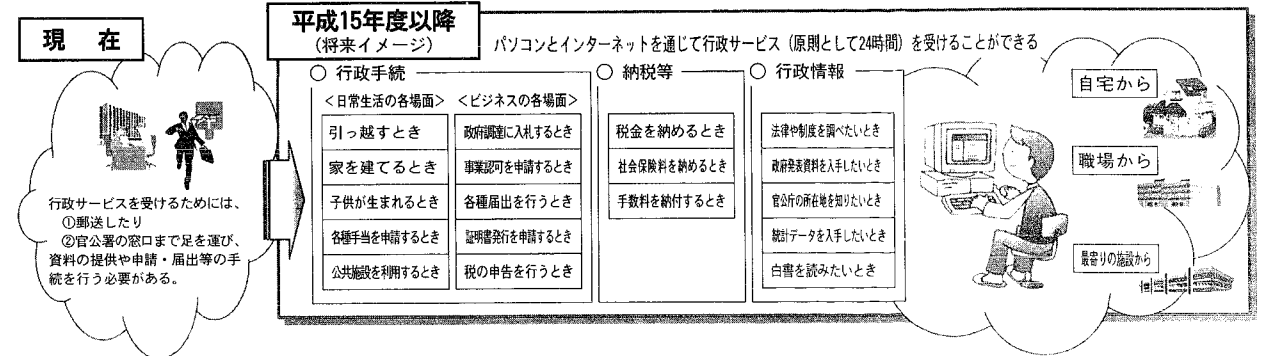 現　在
行政サービスを受けるためには、
①郵送したり
②官公署の窓口まで足を運び、
資料の提供や申請・届出等の手
続を行う必要がある。
平成15年度以降
(将来イメージ)
パソコンとインターネットを通じて行政サービス（原則として24時間）を受けることができる
○ 行政手続
＜日常生活の各場面＞
引っ越すとき
家を建てるとき
子供が生まれるとき
各種手当を申請するとき
公共施設を利用するとき
＜ビジネスの各場面＞
政府調達に入札するとき
事業認可を申請するとき
各種届出を行うとき
証明書発行を申請するとき
税の申告を行うとき
○ 納税等
税金を納めるとき
社会保険料を納めるとき
手数料を納付するとき
○ 行政情報
法律や制度を調べたいとき
政府発表資料を入手したいとき
官公庁の所在地を知りたいとき
統計データを入手したいとき
白書を読みたいとき
自宅から
職場から
最寄りの施設から